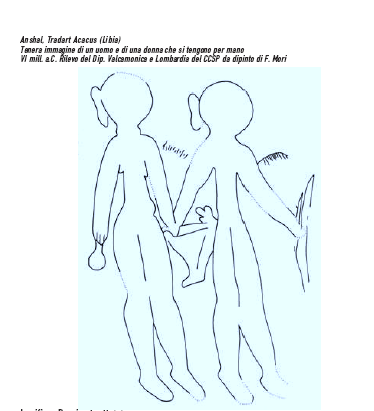 Anshal, Tradart Acacus (Libia)
Tenera immagine di un uomo e di una donna che si tengono per mano
VI mill. a.C. Rilevo del Dip. Valcamonica e Lombardia del CCSP da dipinto di F. Mori